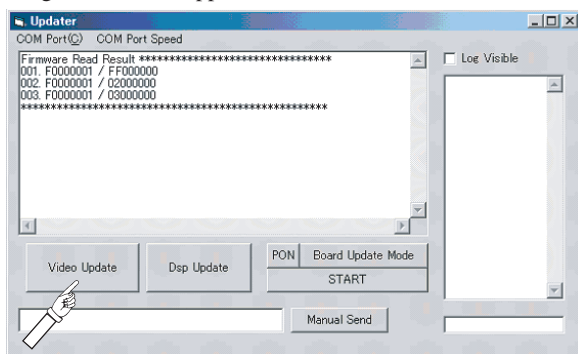 Updater
COM Port(C) COM Port Speed
Firmware Read Result ********************************
001. F0000001 / FF000000
002. F0000001 / 02000000
003. F0000001 / 03000000
***************************************************
Log Visible
Video Update
Dsp Update
PON
Board Update Mode
START
Manual Send